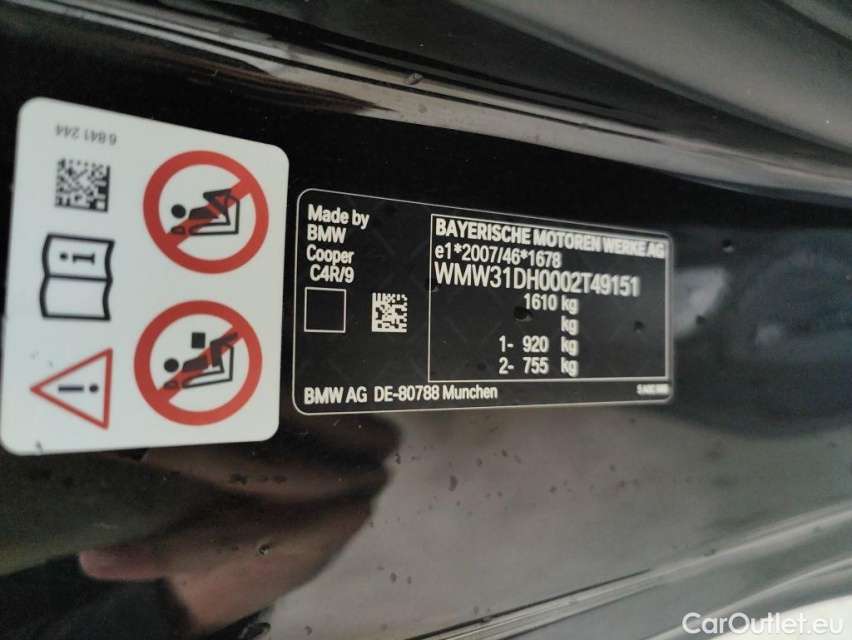 6 841 244
Made by
BMW
Cooper
C4R/9
BAYERISCHE MOTOREN WERKE AG
e1*2007/46*1678
WMW31DH0002T49151
1610 kg
kg
1- 920 kg
2- 755 kg
BMW AG DE-80788 Munchen
CarOutlet.eu